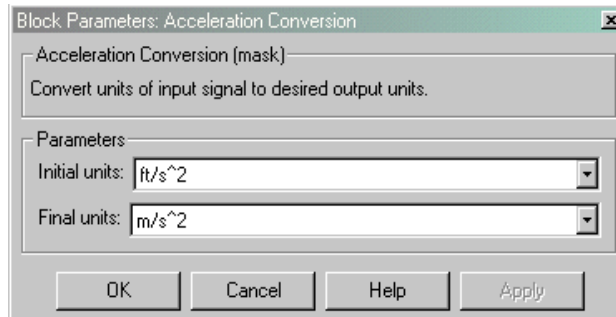 Block Parameters: Acceleration Conversion
Acceleration Conversion (mask)
Convert units of input signal to desired output units.
Parameters
Initial units: ft/s^2
Final units: m/s^2
OK Cancel Help Apply